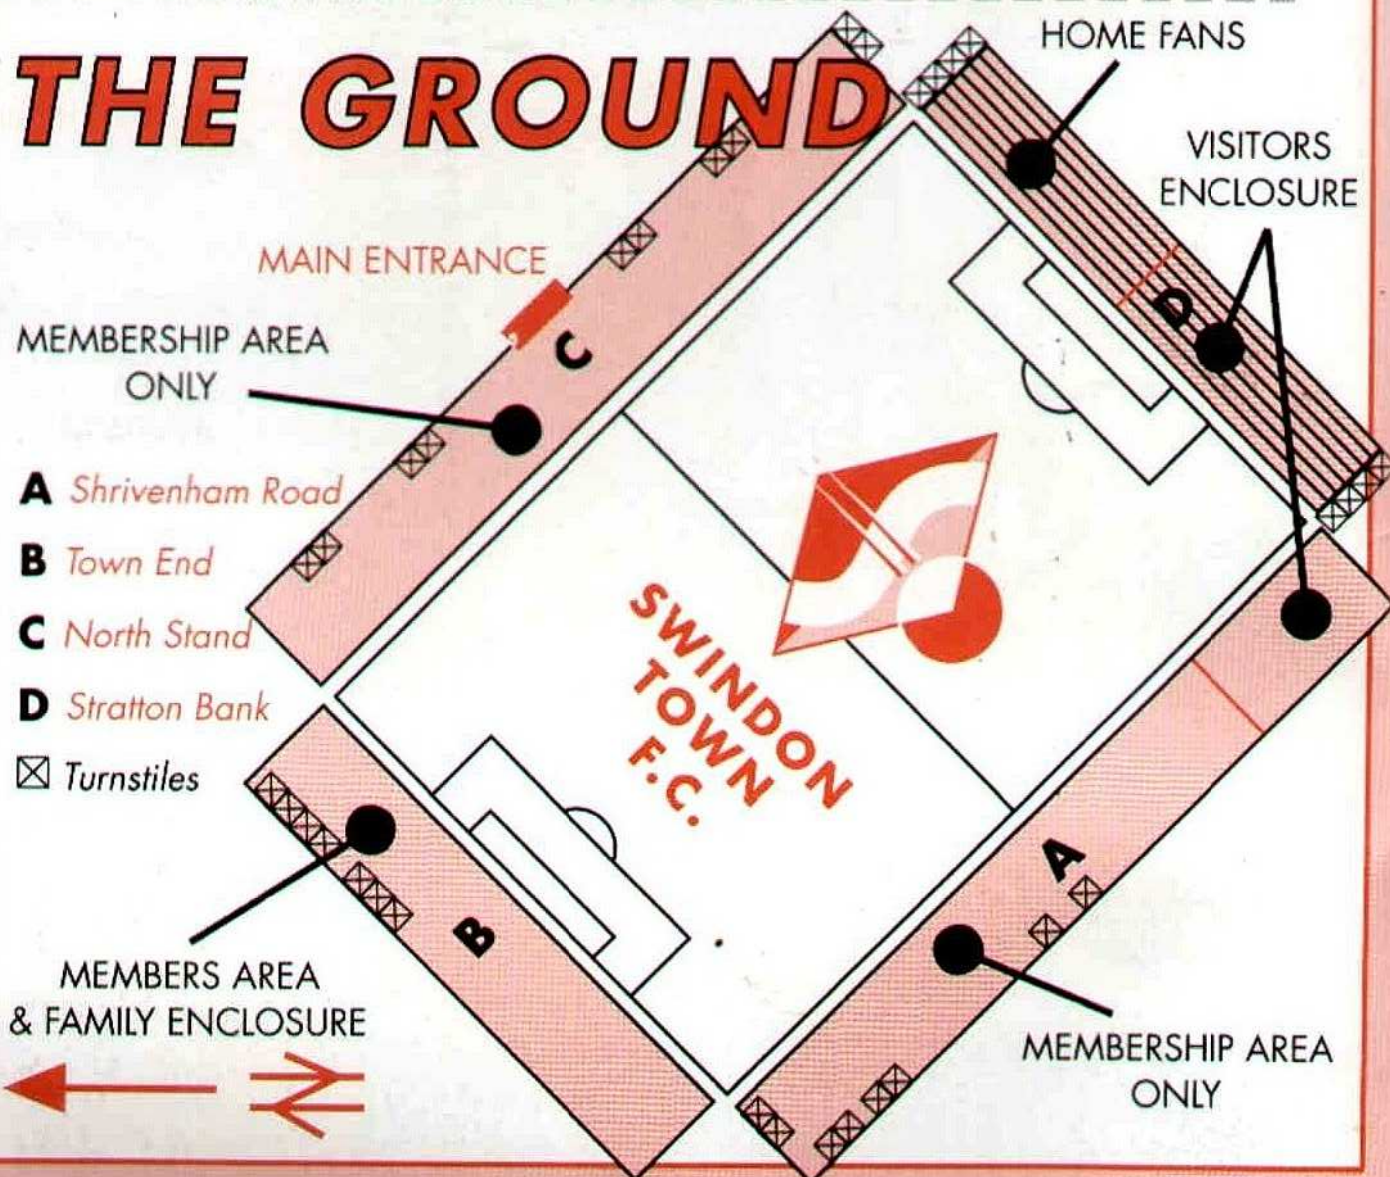 THE GROUND
HOME FANS
VISITORS
ENCLOSURE
MAIN ENTRANCE
MEMBERSHIP AREA
ONLY
C
D
A Shrivenham Road
B Town End
C North Stand
D Stratton Bank
Turnstiles
SWINDON
TOWN
F.C.
A
B
MEMBERS AREA
& FAMILY ENCLOSURE
MEMBERSHIP AREA
ONLY